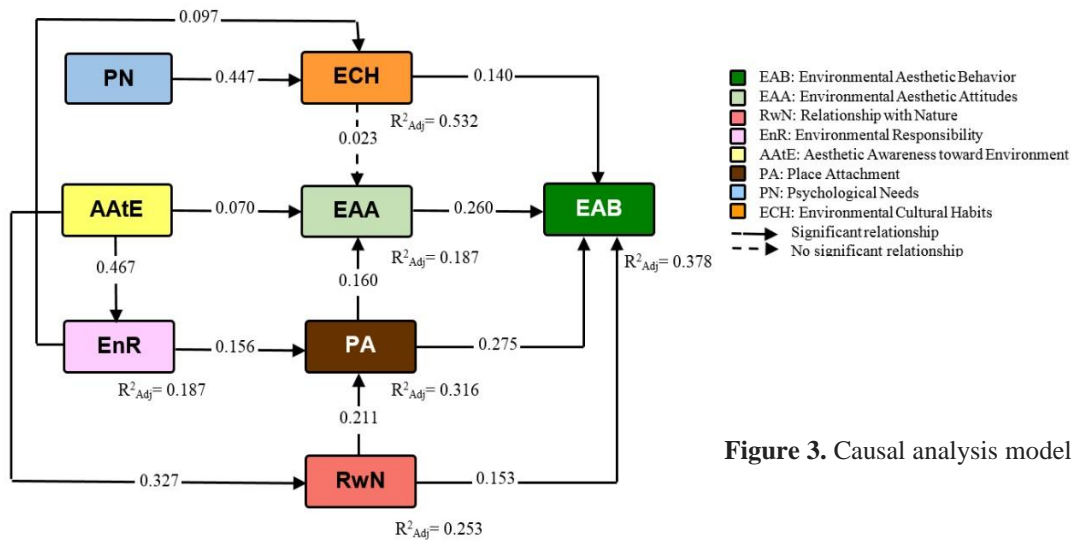 0.097
PN
0.447
ECH
0.140
R²Adj= 0.532
0.023
AAtE
0.070
EAA
0.260
EAB
R²Adj= 0.187
R²Adj= 0.378
0.467
0.160
EnR
0.156
PA
0.275
R²Adj= 0.187
R²Adj= 0.316
0.211
0.327
RwN
0.153
R²Adj= 0.253
EAB: Environmental Aesthetic Behavior
EAA: Environmental Aesthetic Attitudes
RwN: Relationship with Nature
EnR: Environmental Responsibility
AAtE: Aesthetic Awareness toward Environment
PA: Place Attachment
PN: Psychological Needs
ECH: Environmental Cultural Habits
Significant relationship
No significant relationship
Figure 3. Causal analysis model